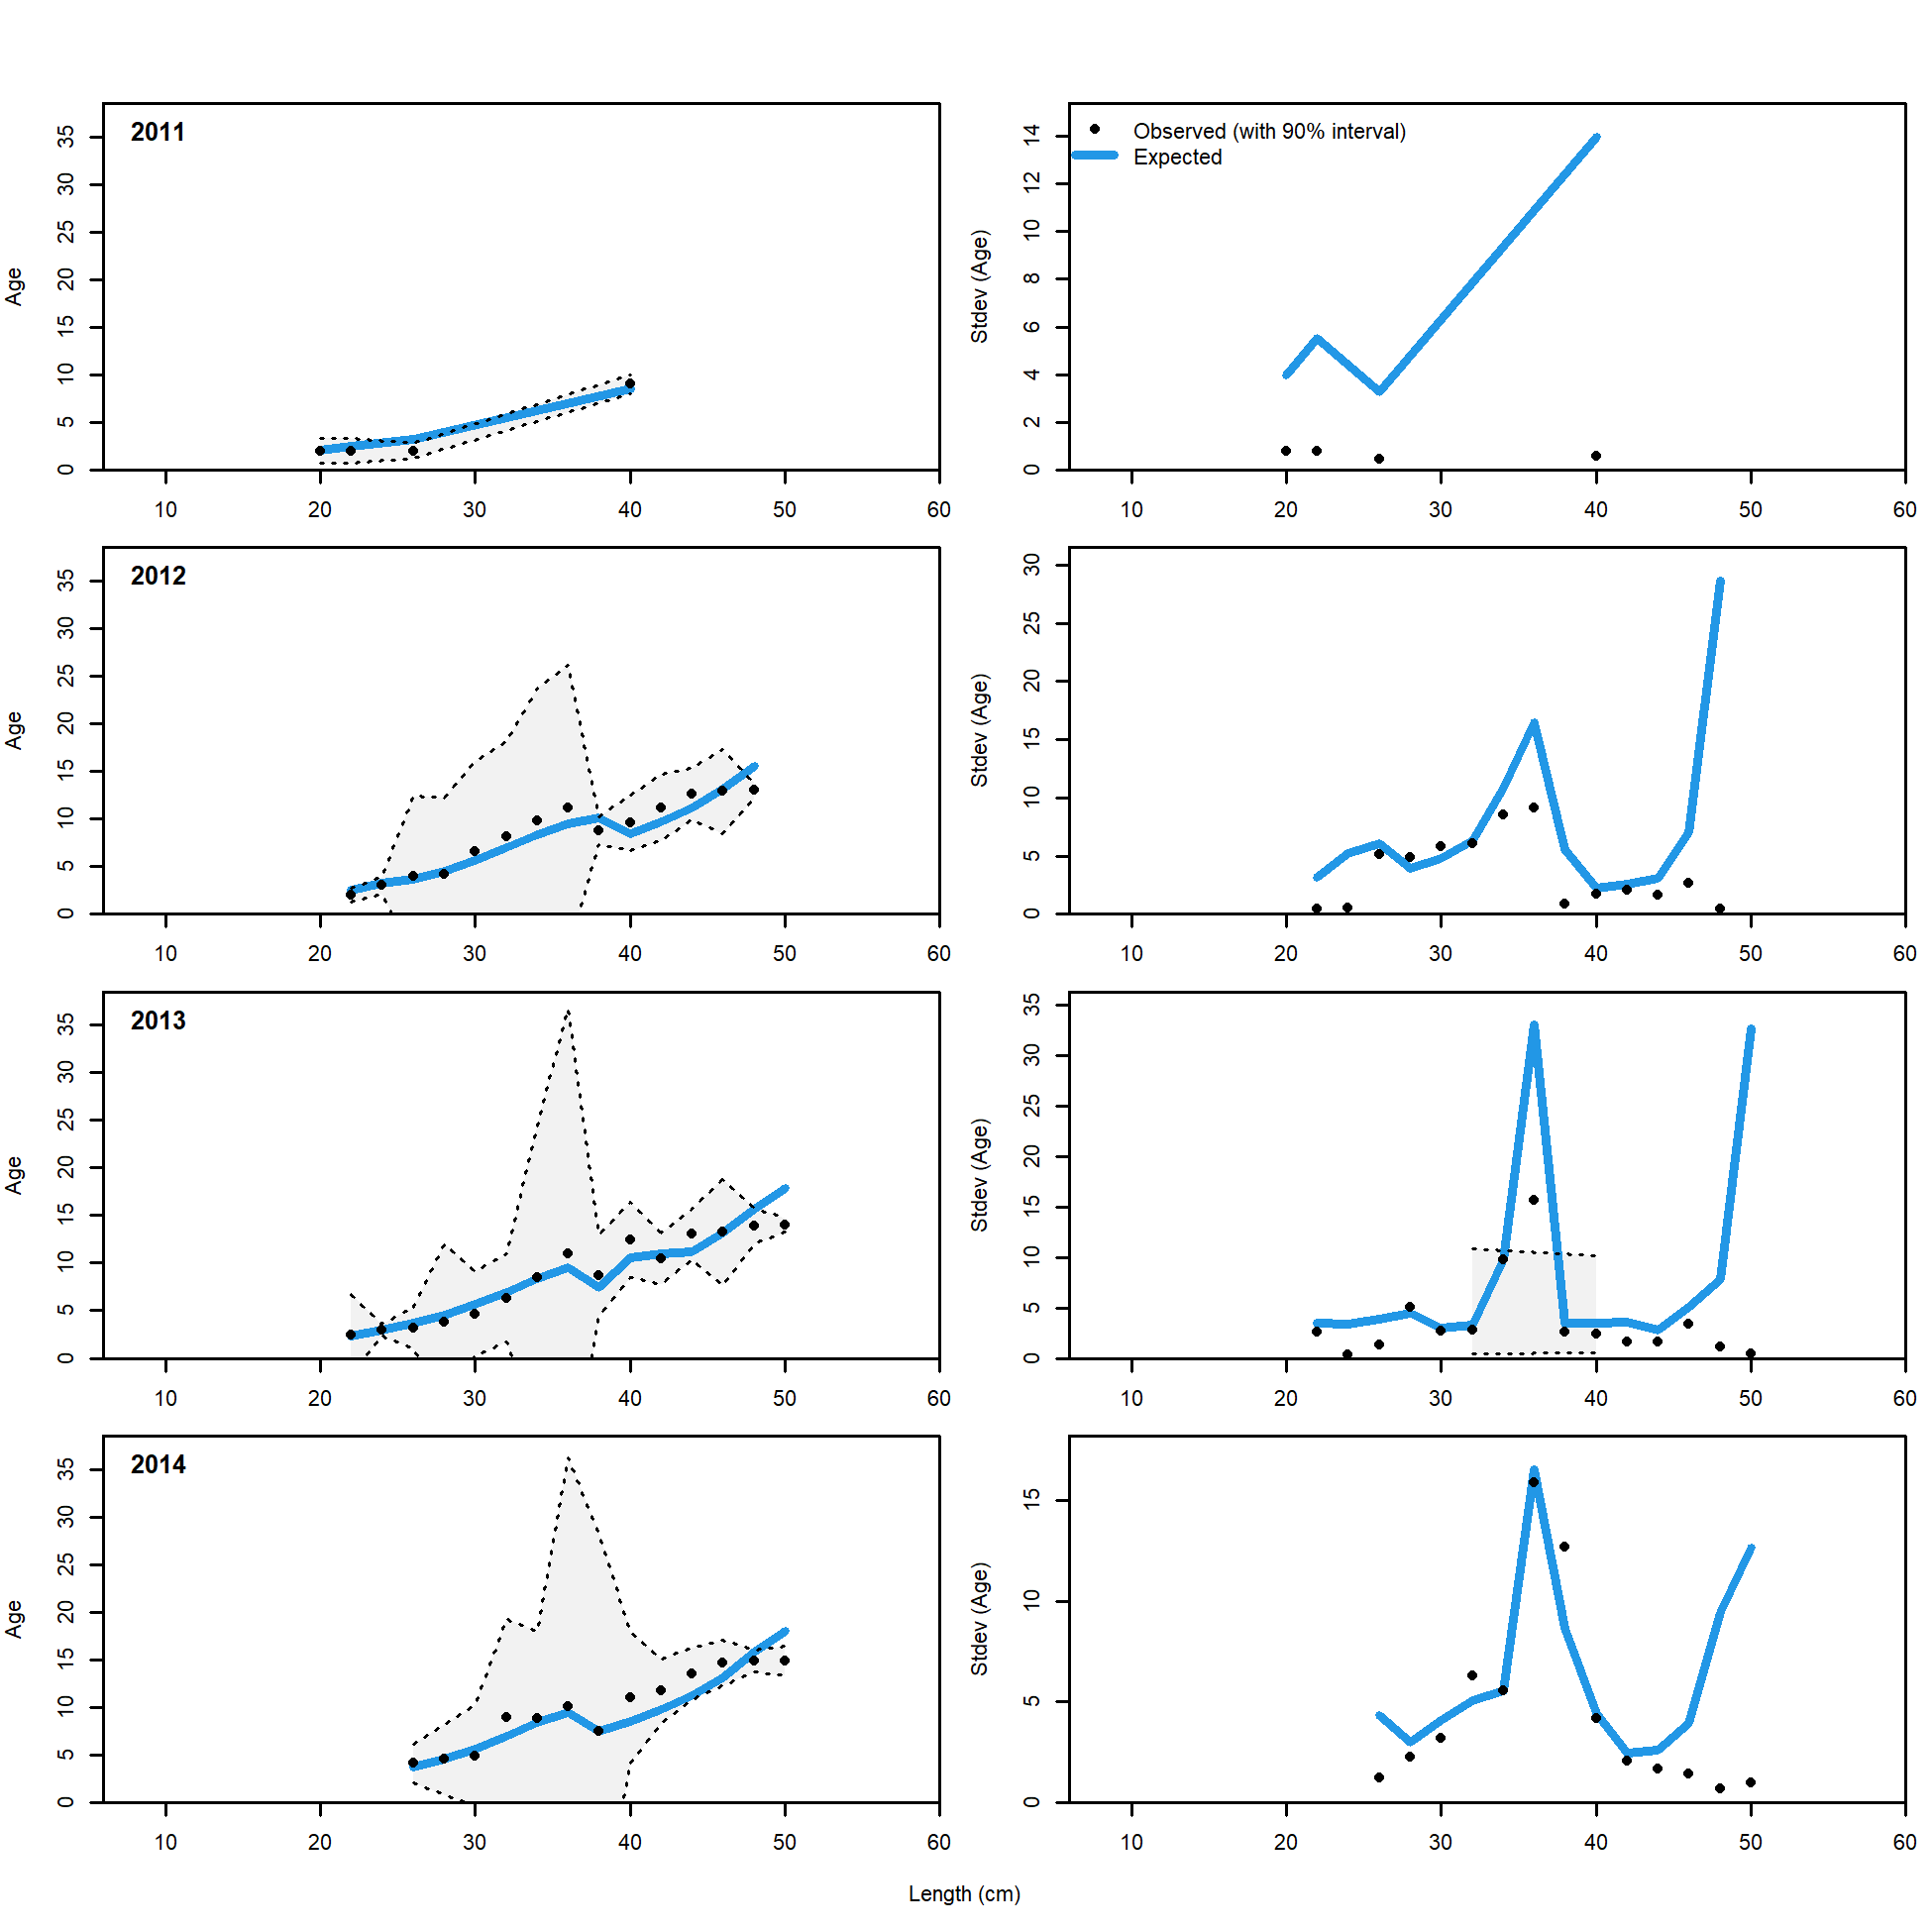 2011
Age
0 5 10 15 20 25 30 35
10 20 30 40 50 60
Observed (with 90% interval)
Expected
Stdev (Age)
0 2 4 6 8 10 12 14
10 20 30 40 50 60
2012
Age
0 5 10 15 20 25 30 35
10 20 30 40 50 60
Stdev (Age)
0 5 10 15 20 25 30
10 20 30 40 50 60
2013
Age
0 5 10 15 20 25 30 35
10 20 30 40 50 60
Stdev (Age)
0 5 10 15 20 25 30 35
10 20 30 40 50 60
2014
Age
0 5 10 15 20 25 30 35
10 20 30 40 50 60
Stdev (Age)
0 5 10 15
10 20 30 40 50 60
Length (cm)